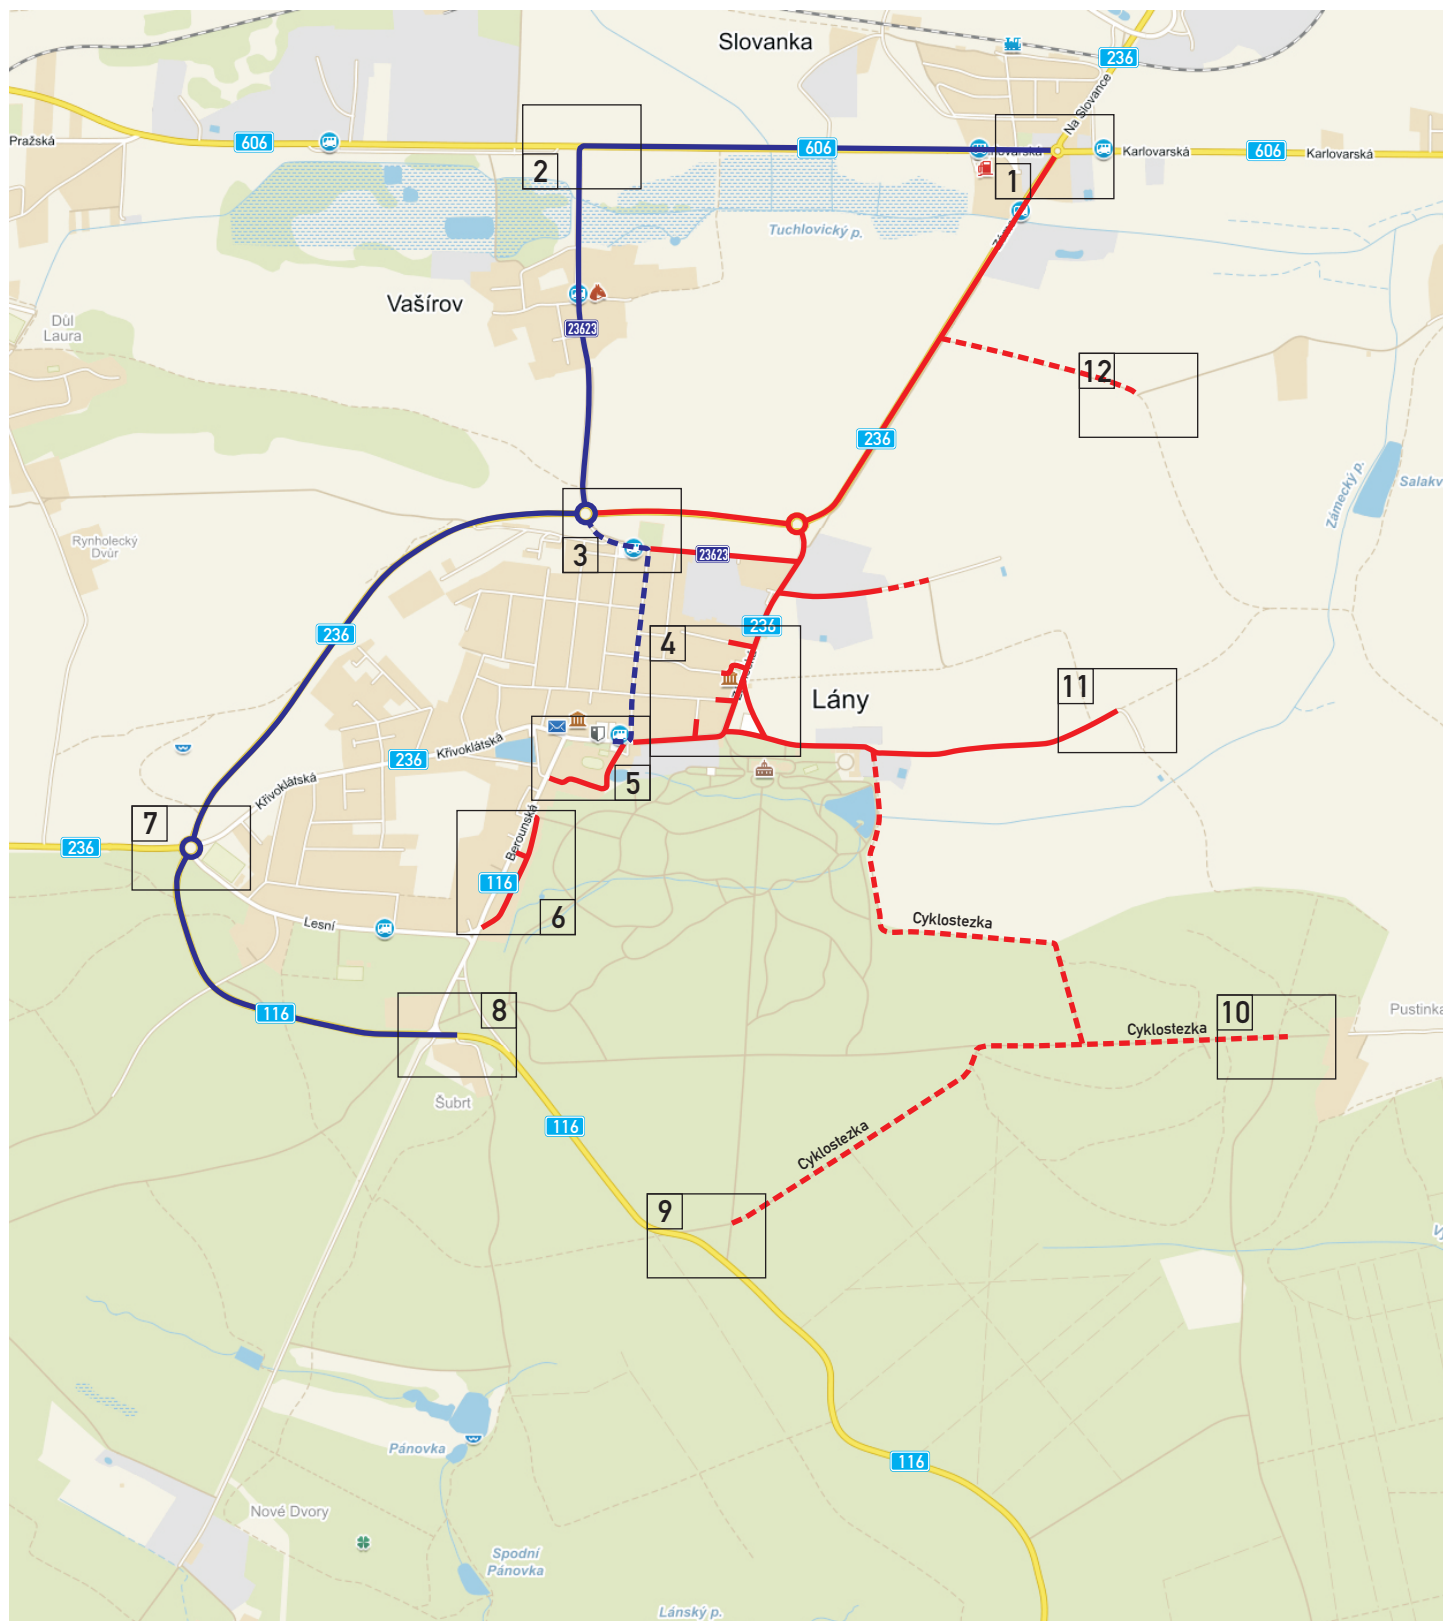 Slovanka
236
Na Slovance
Pražská
606
606
Karlovarská
606
Karlovarská
2
1
Tuchlovický p.
Vašírov
23623
Důl
Laura
12
236
Zámecký p.
Rynholecký
Dvůr
3
23623
236
236
4
Lány
11
Křivoklátská
236
Křivoklátská
5
7
236
Berounská
116
6
Lesní
Cyklostezka
116
8
10
Cyklostezka
Pustinka
Šubrt
116
Cyklostezka
9
Pánovka
116
Nové Dvory
Spodní
Pánovka
Lánský p.